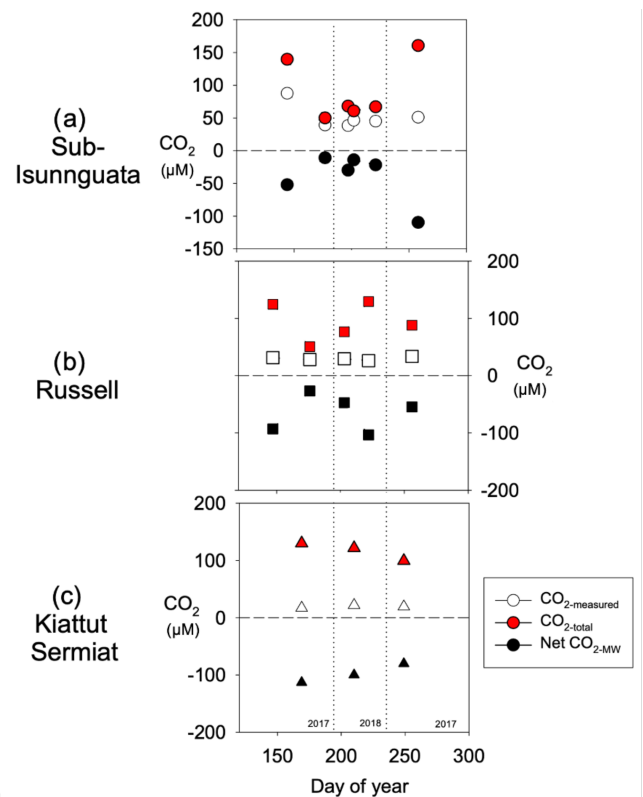 200
150
100
50
0
-50
-100
-150
(a)
Sub-
Isunnguata
CO2
(µM)
200
100
0
-100
-200
(b)
Russell
CO2
(µM)
200
100
0
-100
-200
(c)
Kiattut
Sermiat
CO2
(µM)
2017
2018
2017
150
200
250
300
Day of year
CO2-measured
CO2-total
Net CO2-MW